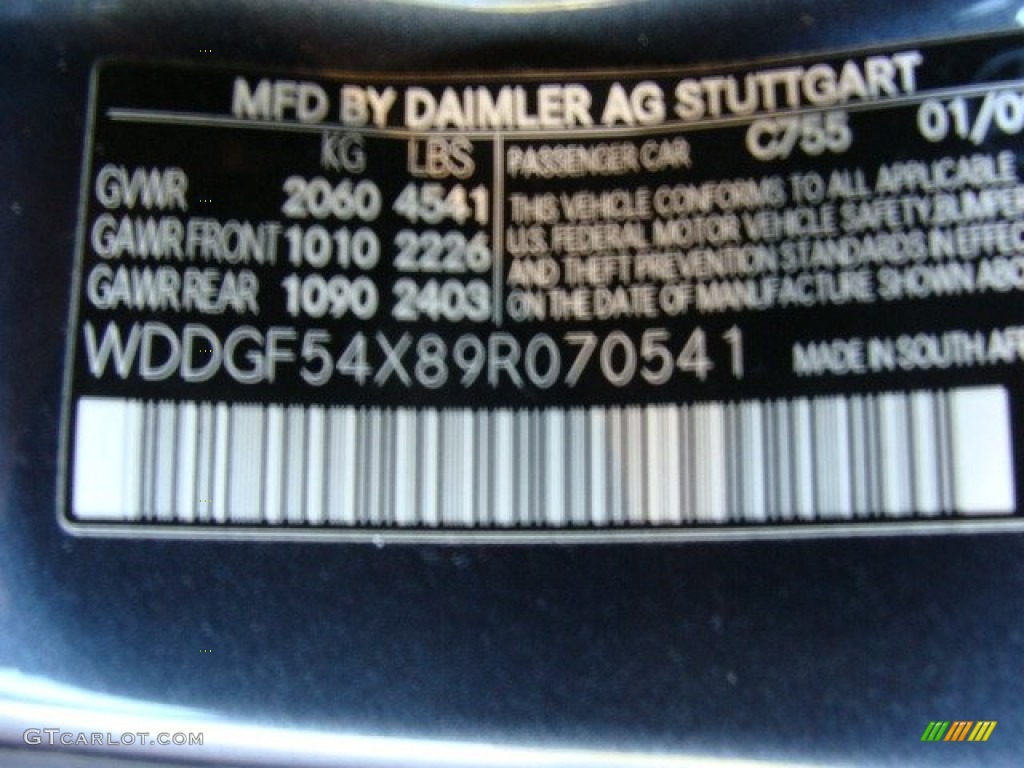 MFD BY DAIMLER AG STUTTGART
KG LBS
GVWR 2060 4541
GAWR FRONT 1010 2226
GAWR REAR 1090 2403
PASSENGER CAR C755 01/0
THIS VEHICLE CONFORMS TO ALL APPLICABLE
U.S. FEDERAL MOTOR VEHICLE SAFETY, BUMPER
AND THEFT PREVENTION STANDARDS IN EFFEC
ON THE DATE OF MANUFACTURE SHOWN ABO
WDDGF54X89R070541 MADE IN SOUTH AFR
GTCARLOT.COM